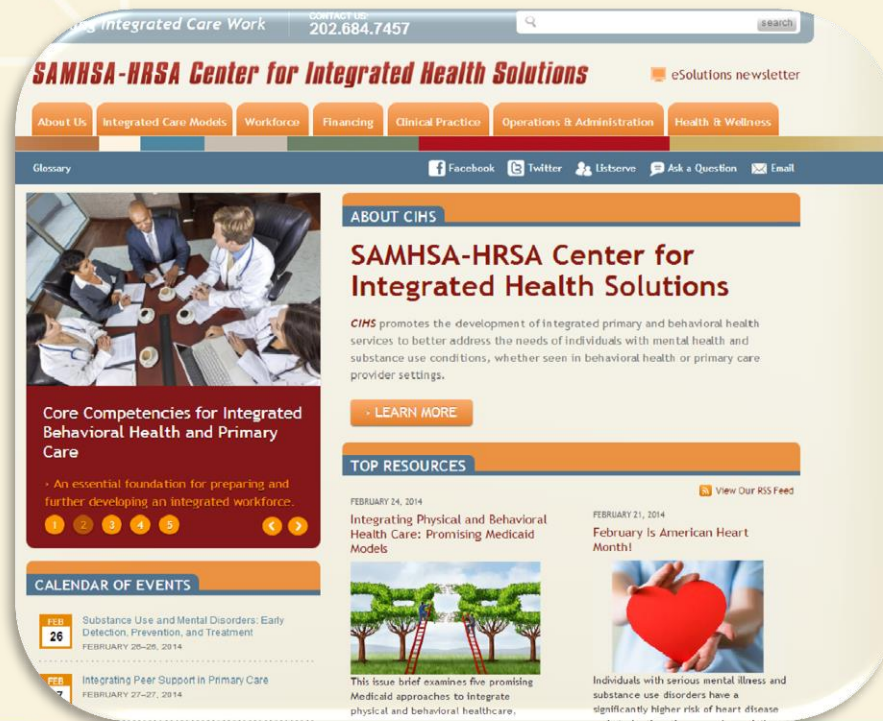 Integrated Care Work
CONTACT US:
202.684.7457
search
SAMHSA-HRSA Center for Integrated Health Solutions
eSolutions newsletter
About Us
Integrated Care Models
Workforce
Financing
Clinical Practice
Operations & Administration
Health & Wellness
Glossary
Facebook
Twitter
Listserve
Ask a Question
Email
Core Competencies for Integrated
Behavioral Health and Primary
Care
› An essential foundation for preparing and
further developing an integrated workforce.
1 2 3 4 5
ABOUT CIHS
SAMHSA-HRSA Center for
Integrated Health Solutions
CIHS promotes the development of integrated primary and behavioral health
services to better address the needs of individuals with mental health and
substance use conditions, whether seen in behavioral health or primary care
provider settings.
› LEARN MORE
CALENDAR OF EVENTS
FEB
26
Substance Use and Mental Disorders: Early
Detection, Prevention, and Treatment
FEBRUARY 26–26, 2014
FEB
Integrating Peer Support in Primary Care
FEBRUARY 27–27, 2014
TOP RESOURCES
View Our RSS Feed
FEBRUARY 24, 2014
Integrating Physical and Behavioral
Health Care: Promising Medicaid
Models
This issue brief examines five promising
Medicaid approaches to integrate
physical and behavioral healthcare.
FEBRUARY 21, 2014
February Is American Heart
Month!
Individuals with serious mental illness and
substance use disorders have a
significantly higher risk of heart disease